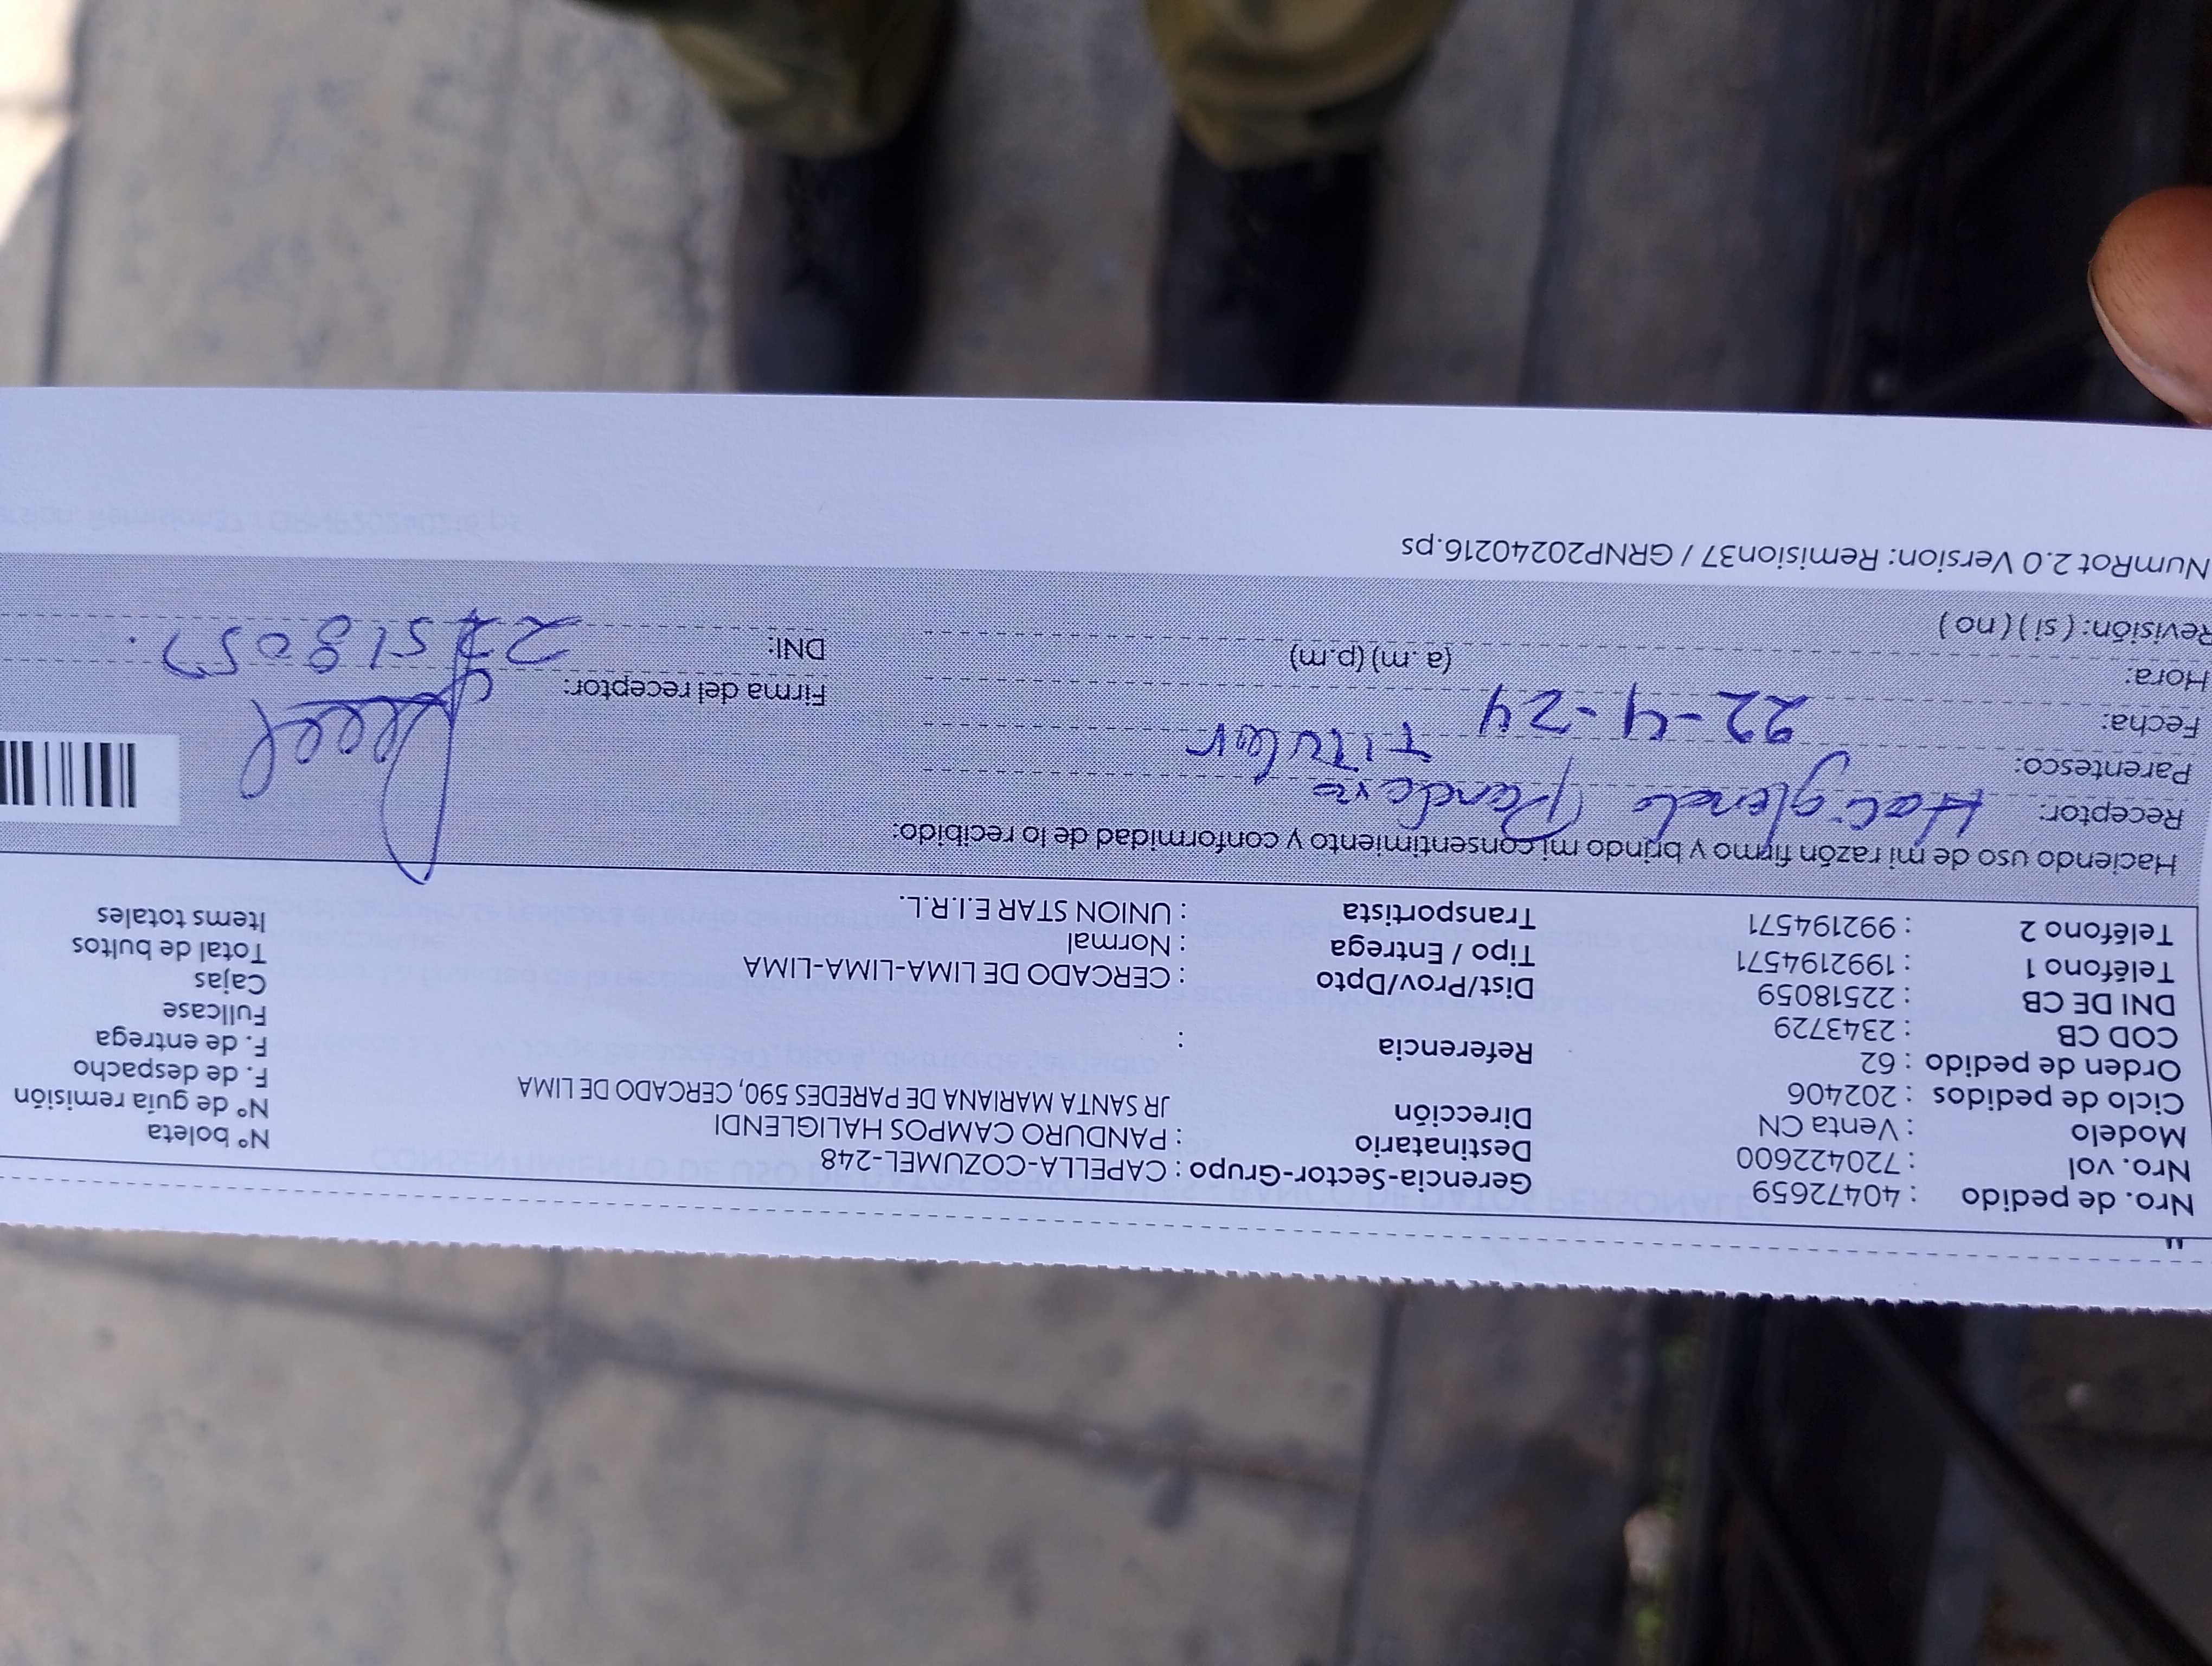 Nro. de pedido : 40472659
Nro. vol : 720422600
Modelo : Venta CN
Ciclo de pedidos : 202406
Orden de pedido : 62
COD CB : 2343729
DNI DE CB : 22518059
Teléfono 1 : 1992194571
Teléfono 2 : 992194571
Gerencia-Sector-Grupo : CAPELLA-COZUMEL-248
Destinatario : PANDURO CAMPOS HALIGLENDI
Dirección JR SANTA MARIANA DE PAREDES 590, CERCADO DE LIMA
Referencia :
Dist/Prov/Dpto : CERCADO DE LIMA-LIMA-LIMA
Tipo / Entrega : Normal
Transportista : UNION STAR E.I.R.L.
N° boleta
N° de guía remisión
F. de despacho
F. de entrega
Fullcase
Cajas
Total de bultos
Items totales
Haciendo uso de mi razón firmo y brindo mi consentimiento y conformidad de lo recibido:
Receptor:
Parentesco: Titular
Fecha: 22-4-24
Hora: (a.m) (p.m)
Revisión: ( si ) ( no )
Firma del receptor:
DNI:
NumRot 2.0 Version: Remision37 / GRNP20240216.ps